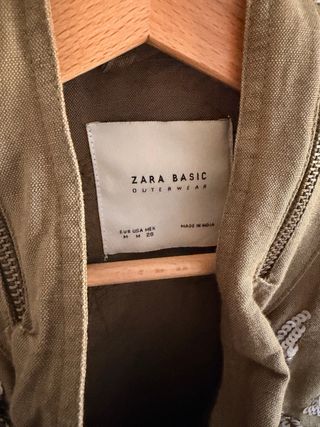 ZARA BASIC
OUTERWEAR
EUR USA MEX
M M 28
MADE IN INDIA